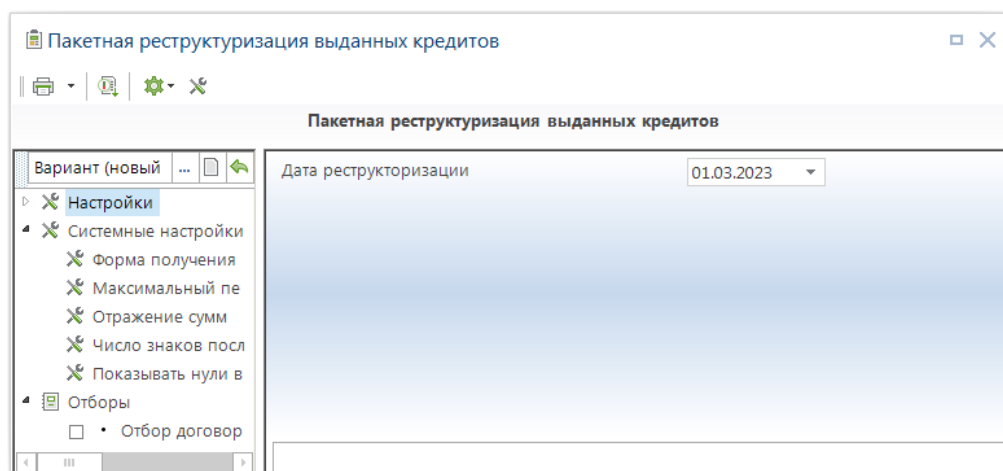 Пакетная реструктуризация выданных кредитов
Пакетная реструктуризация выданных кредитов
Вариант (новый ...
Дата реструкторизации 01.03.2023
Настройки
Системные настройки
Форма получения
Максимальный пе
Отражение сумм
Число знаков посл
Показывать нули в
Отборы
• Отбор договор